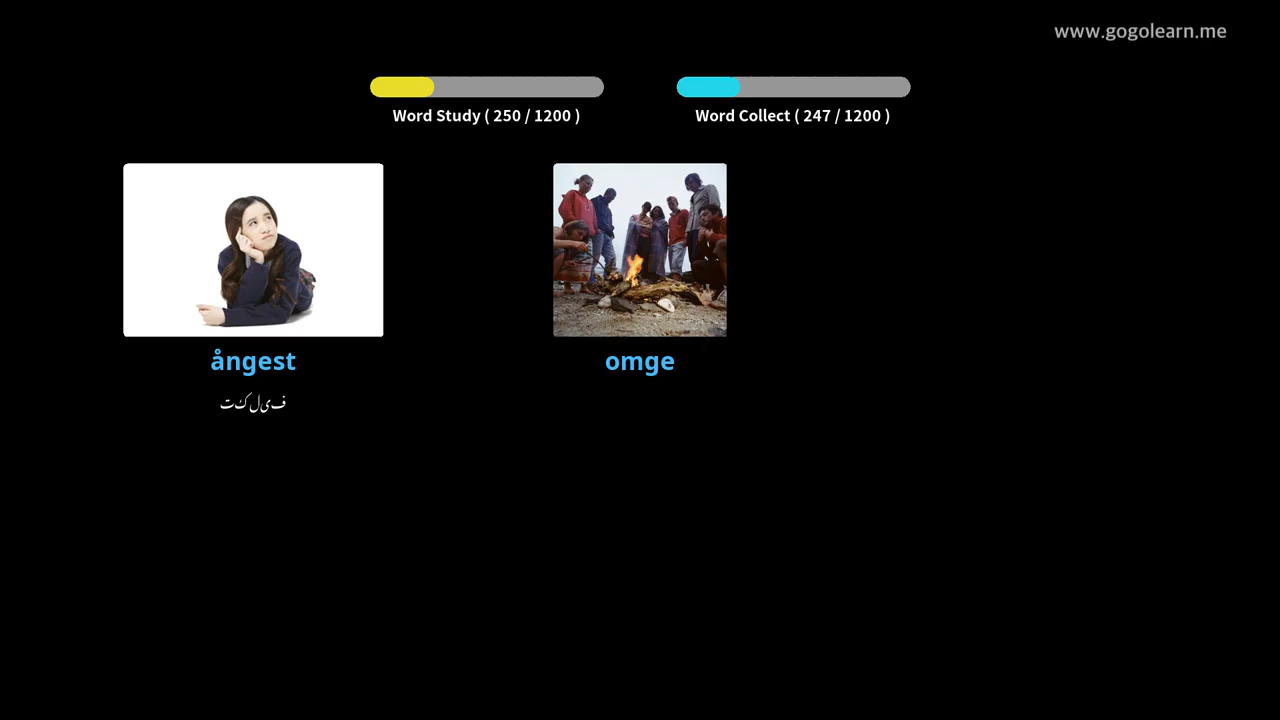 www.gogolearn.me
Word Study ( 250 / 1200 )
Word Collect ( 247 / 1200 )
ångest
omge
تکلیف